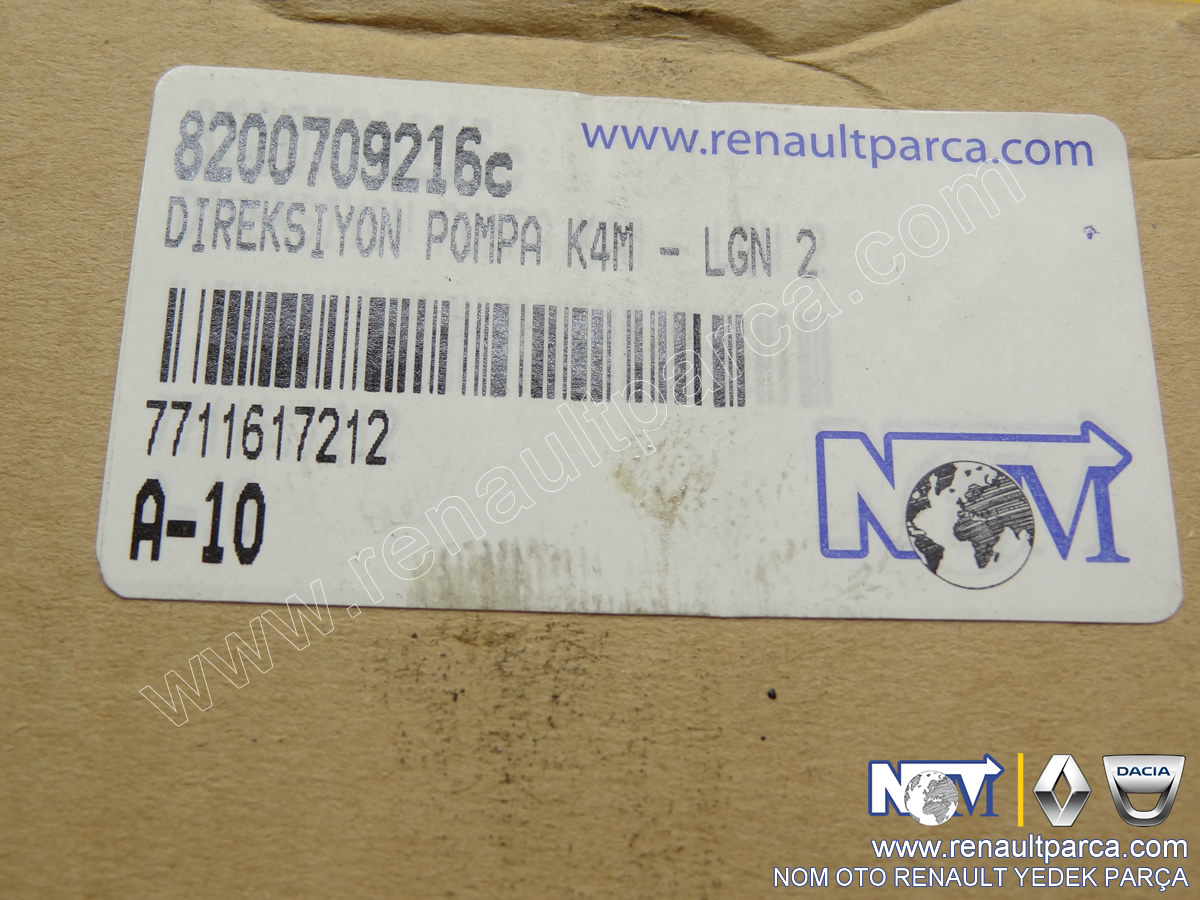 8200709216c
www.renaultparca.com
DIREKSIYON POMPA K4M - LGN 2
7711617212
A-10
NOM
www.renaultparca.com
NOM
DACIA
www.renaultparca.com
NOM OTO RENAULT YEDEK PARÇA